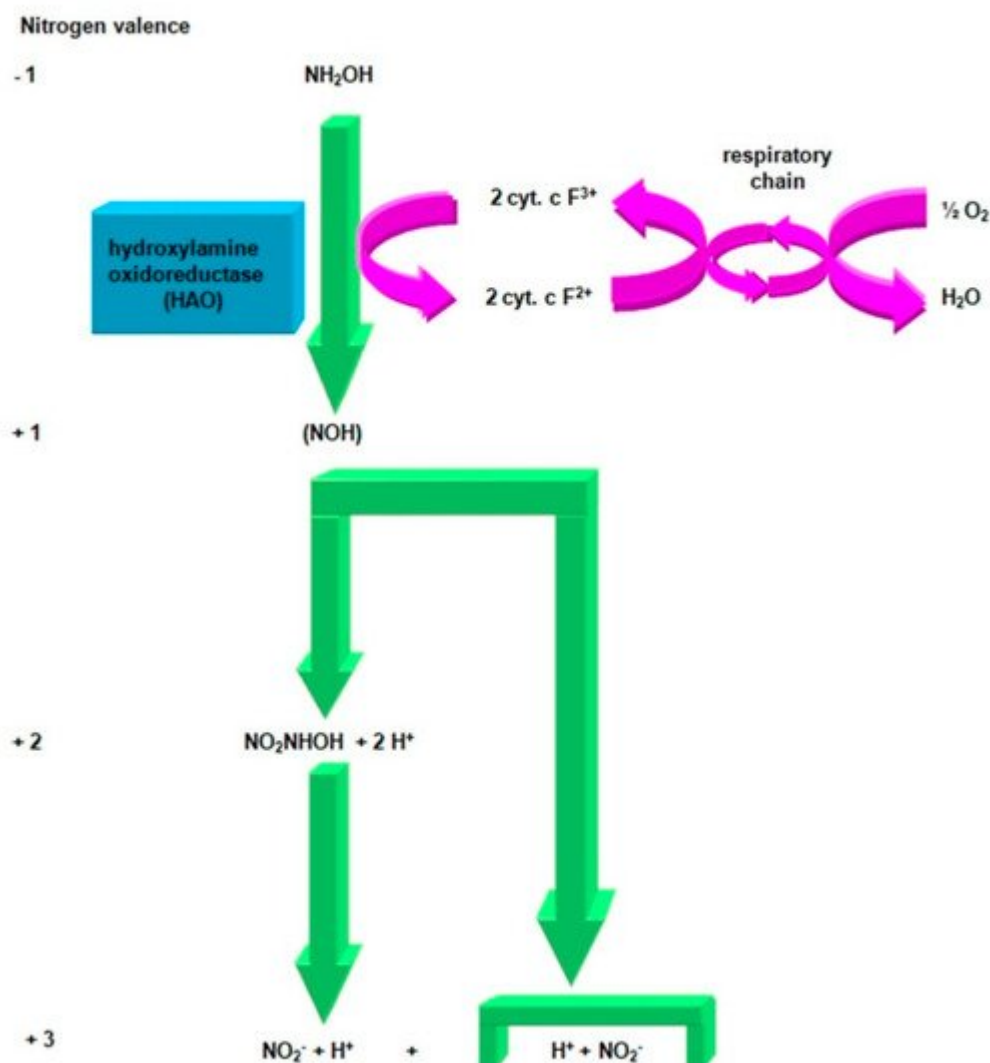 Nitrogen valence
- 1 NH₂OH
respiratory
chain
2 cyt. c F³⁺ ½ O₂
hydroxylamine
oxidoreductase
(HAO)
2 cyt. c F²⁺ H₂O
+ 1 (NOH)
+ 2 NO₂NHOH + 2 H⁺
+ 3 NO₂⁻ + H⁺ + H⁺ + NO₂⁻